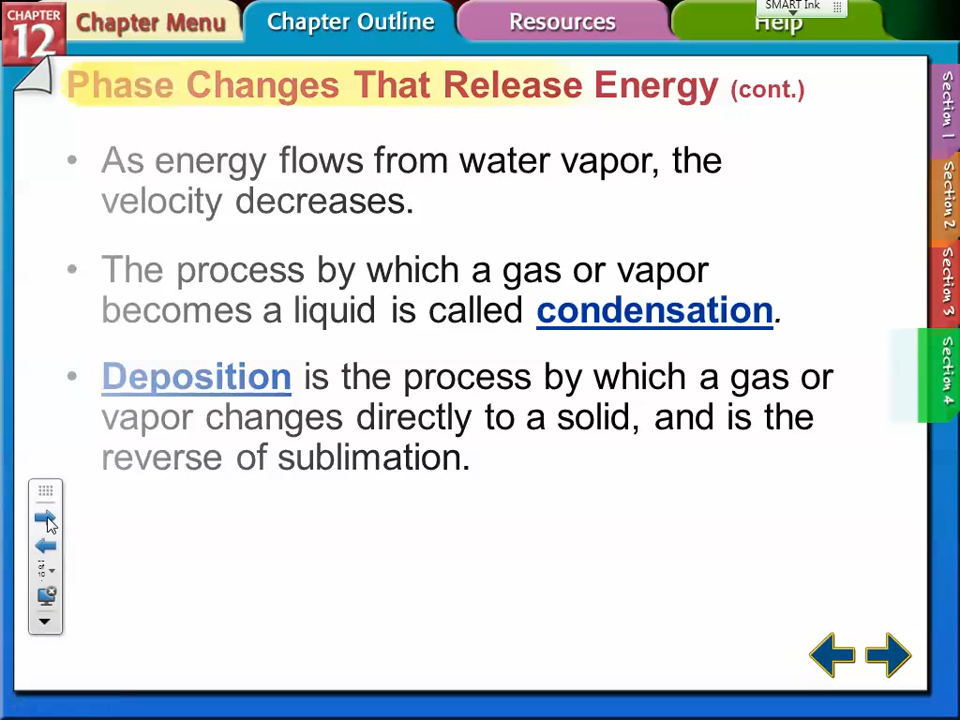 SMART Ink
CHAPTER
12
Chapter Menu
Chapter Outline
Resources
Help
Phase Changes That Release Energy (cont.)
• As energy flows from water vapor, the
velocity decreases.
• The process by which a gas or vapor
becomes a liquid is called condensation.
• Deposition is the process by which a gas or
vapor changes directly to a solid, and is the
reverse of sublimation.
Section 1
Section 2
Section 3
Section 4